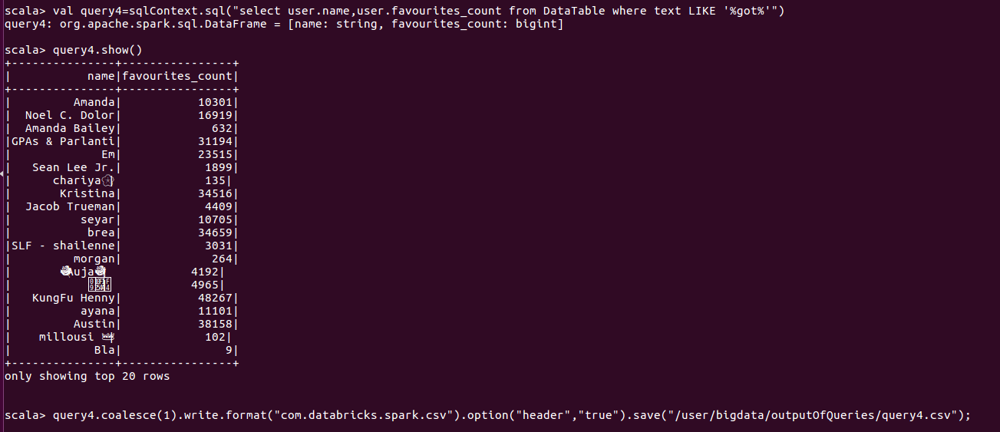 scala> val query4=sqlContext.sql("select user.name,user.favourites_count from DataTable where text LIKE '%got%'")
query4: org.apache.spark.sql.DataFrame = [name: string, favourites_count: bigint]
scala> query4.show()
+---------------+----------------+
|           name|favourites_count|
+---------------+----------------+
|         Amanda|           10301|
|  Noel C. Dolor|           16919|
|  Amanda Bailey|             632|
|GPAs & Parlanti|           31194|
|             Em|           23515|
|   Sean Lee Jr.|            1899|
|      chariya|             135|
|       Kristina|           34516|
|  Jacob Trueman|            4409|
|          seyar|           10705|
|           brea|           34659|
|SLF - shailenne|            3031|
|         morgan|             264|
|        Auja|            4192|
|            |            4965|
|   KungFu Henny|           48267|
|          ayana|           11101|
|         Austin|           38158|
|    millousi |             102|
|            Bla|               9|
+---------------+----------------+
only showing top 20 rows
scala> query4.coalesce(1).write.format("com.databricks.spark.csv").option("header","true").save("/user/bigdata/outputOfQueries/query4.csv");